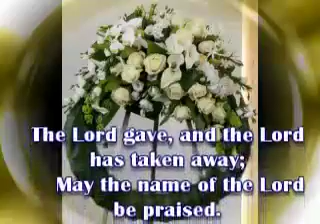 The Lord gave, and the Lord
has taken away;
May the name of the Lord
be praised.